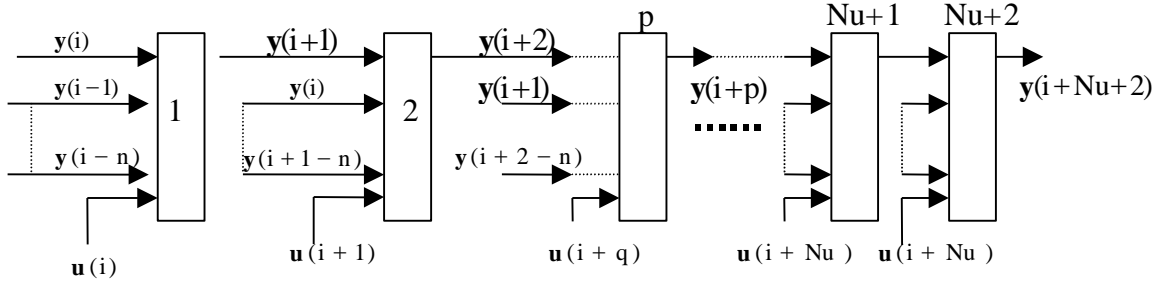 p
Nu+1
Nu+2
y(i)
y(i+1)
y(i+2)
y(i−1)
y(i)
y(i+1)
y(i+p)
y(i+Nu+2)
1
2
......
y(i − n)
y(i + 1 − n)
y(i + 2 − n)
u(i)
u(i + 1)
u(i + q)
u(i + Nu )
u(i + Nu )